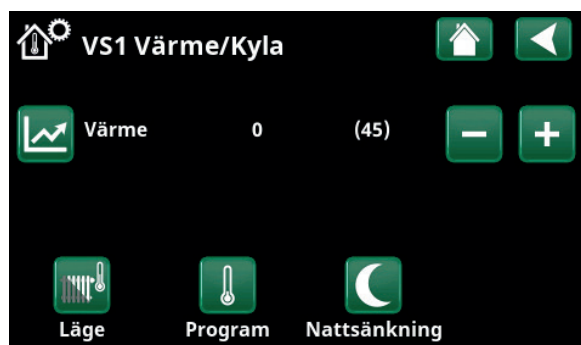 VS1 Värme/Kyla
Värme 0 (45)
Läge Program Nattsänkning